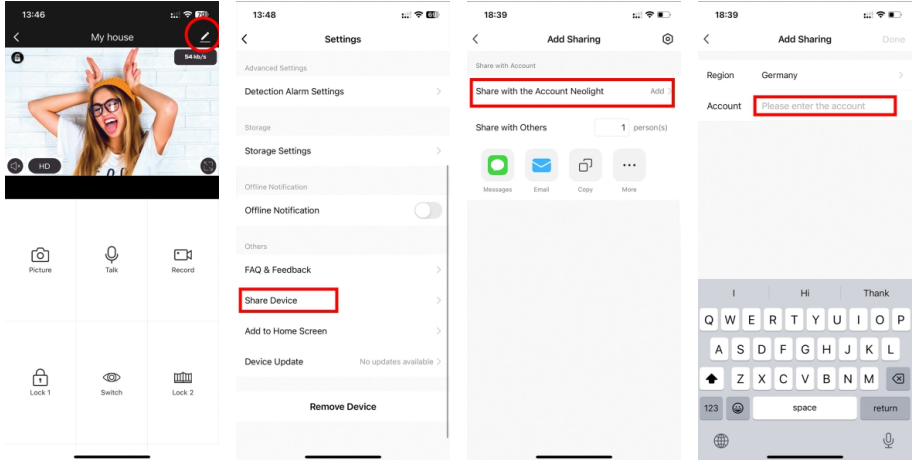 13:46
My house
54 kb/s
HD
Picture
Talk
Record
Lock 1
Switch
Lock 2
13:48
Settings
Advanced Settings
Detection Alarm Settings
Storage
Storage Settings
Offline Notification
Offline Notification
Others
FAQ & Feedback
Share Device
Add to Home Screen
Device Update No updates available
Remove Device
18:39
Add Sharing
Share with Account
Share with the Account Neolight Add
Share with Others 1 person(s)
Messages Email Copy More
18:39
Add Sharing Done
Region Germany
Account Please enter the account
I Hi Thank
Q W E R T Y U I O P
A S D F G H J K L
Z X C V B N M
123 space return